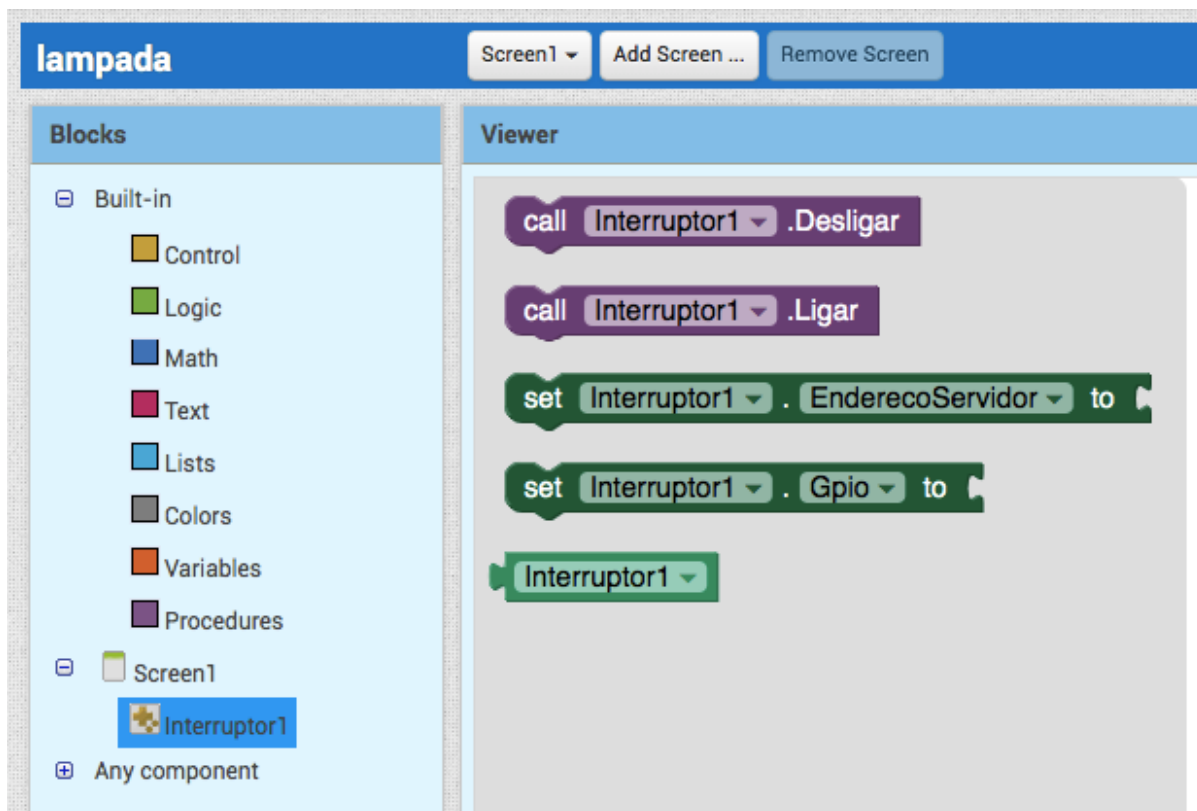 lampada
Screen1
Add Screen ...
Remove Screen
Blocks
Built-in
Control
Logic
Math
Text
Lists
Colors
Variables
Procedures
Screen1
Interruptor1
Any component
Viewer
call Interruptor1 .Desligar
call Interruptor1 .Ligar
set Interruptor1 . EnderecoServidor to
set Interruptor1 . Gpio to
Interruptor1